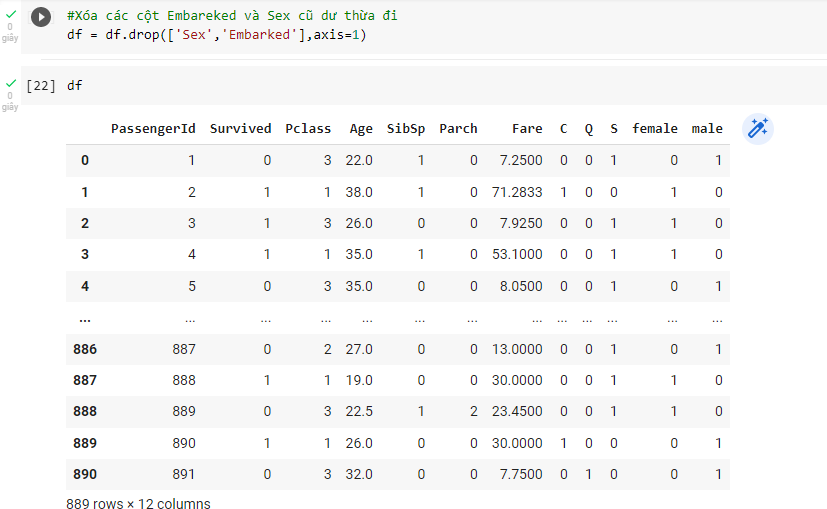 #Xóa các cột Embareked và Sex cũ dư thừa đi
0
giây
df = df.drop(['Sex','Embarked'],axis=1)
[22] df
0
giây
PassengerId Survived Pclass Age SibSp Parch Fare C Q S female male
0 1 0 3 22.0 1 0 7.2500 0 0 1 0 1
1 2 1 1 38.0 1 0 71.2833 1 0 0 1 0
2 3 1 3 26.0 0 0 7.9250 0 0 1 1 0
3 4 1 1 35.0 1 0 53.1000 0 0 1 1 0
4 5 0 3 35.0 0 0 8.0500 0 0 1 0 1
... ... ... ... ... ... ... ... ... ... ... ... ...
886 887 0 2 27.0 0 0 13.0000 0 0 1 0 1
887 888 1 1 19.0 0 0 30.0000 0 0 1 1 0
888 889 0 3 22.5 1 2 23.4500 0 0 1 1 0
889 890 1 1 26.0 0 0 30.0000 1 0 0 0 1
890 891 0 3 32.0 0 0 7.7500 0 1 0 0 1
889 rows × 12 columns